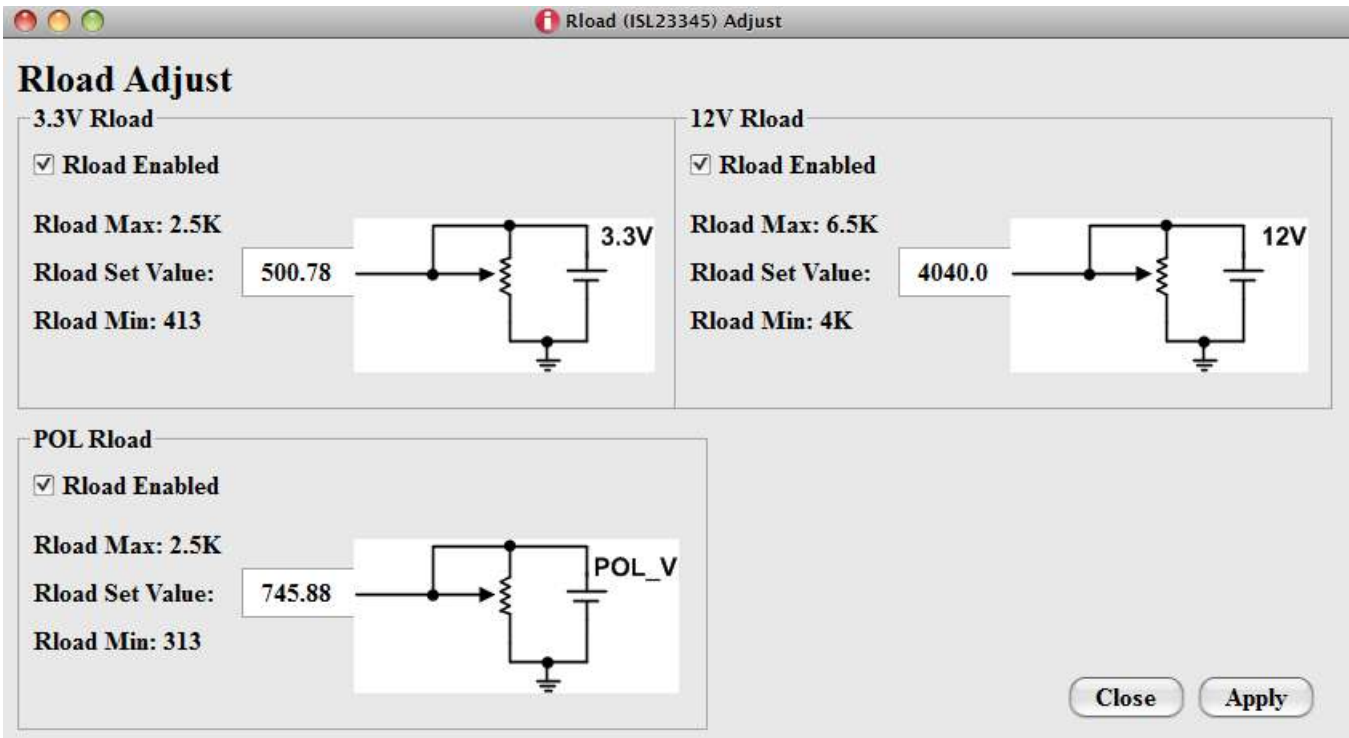 Rload (ISL23345) Adjust
Rload Adjust
3.3V Rload
Rload Enabled
Rload Max: 2.5K
Rload Set Value: 500.78
Rload Min: 413
3.3V
12V Rload
Rload Enabled
Rload Max: 6.5K
Rload Set Value: 4040.0
Rload Min: 4K
12V
POL Rload
Rload Enabled
Rload Max: 2.5K
Rload Set Value: 745.88
Rload Min: 313
POL_V
Close
Apply